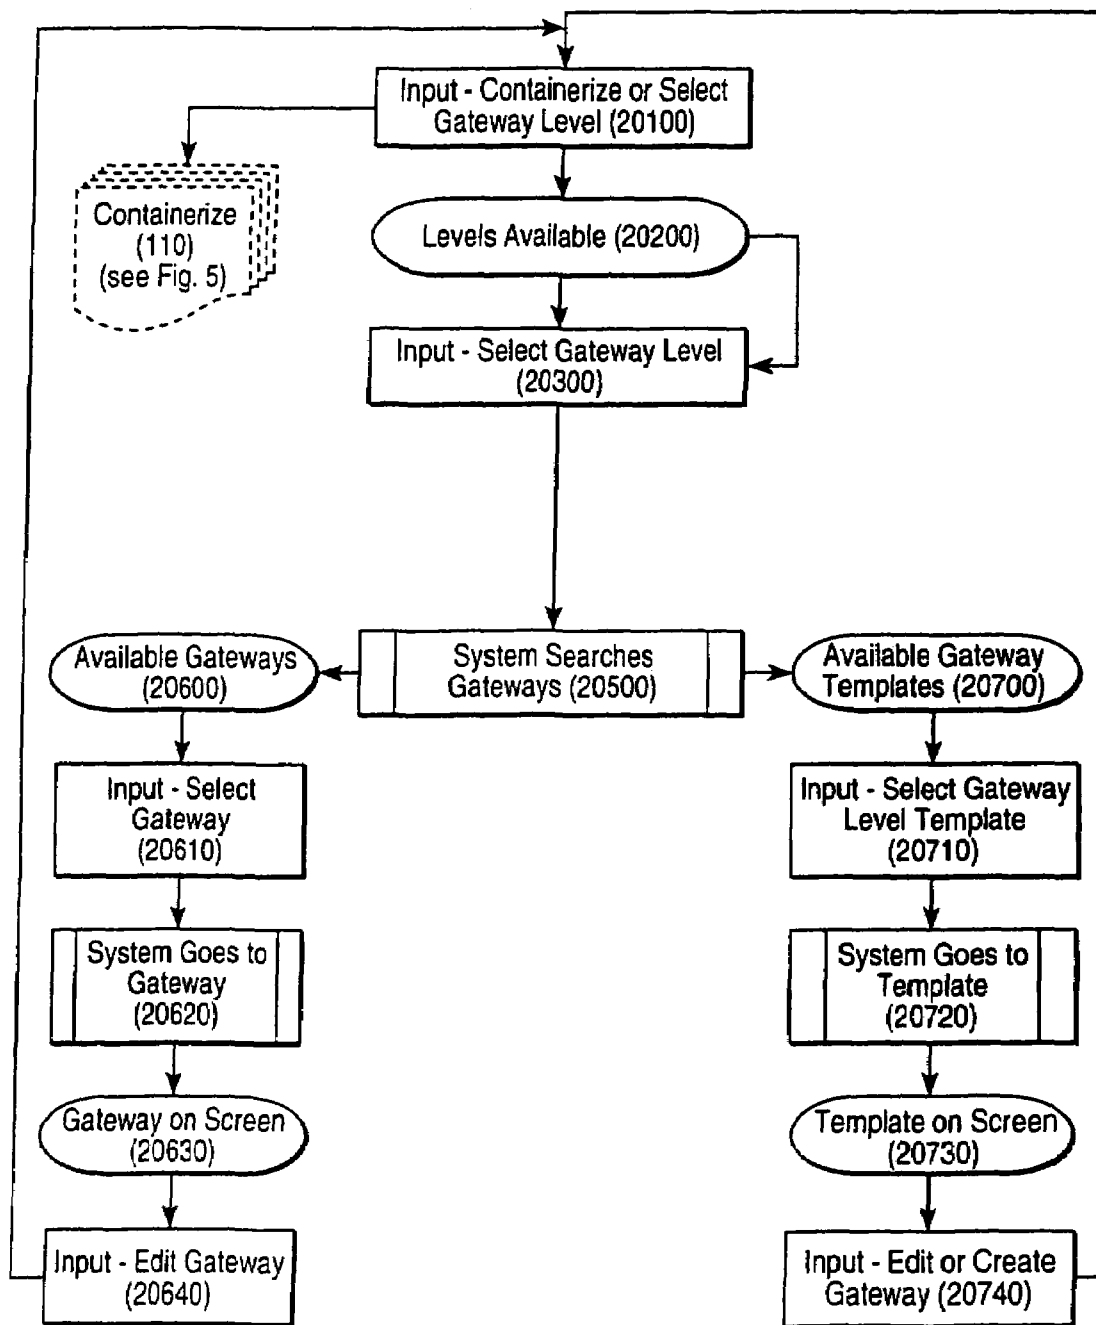 Input - Containerize or Select
Gateway Level (20100)
Containerize
(110)
(see Fig. 5)
Levels Available (20200)
Input - Select Gateway Level
(20300)
System Searches
Gateways (20500)
Available Gateways
(20600)
Available Gateway
Templates (20700)
Input - Select
Gateway
(20610)
Input - Select Gateway
Level Template
(20710)
System Goes to
Gateway
(20620)
System Goes to
Template
(20720)
Gateway on Screen
(20630)
Template on Screen
(20730)
Input - Edit Gateway
(20640)
Input - Edit or Create
Gateway (20740)